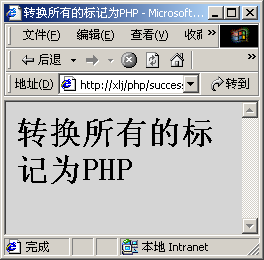 转换所有的标记为PHP - Microsoft...
文件(F) 编辑(E) 查看(V)
后退
地址(D) http://xlj/php/succes 转到
转换所有的标
记为PHP
完成 本地 Intranet